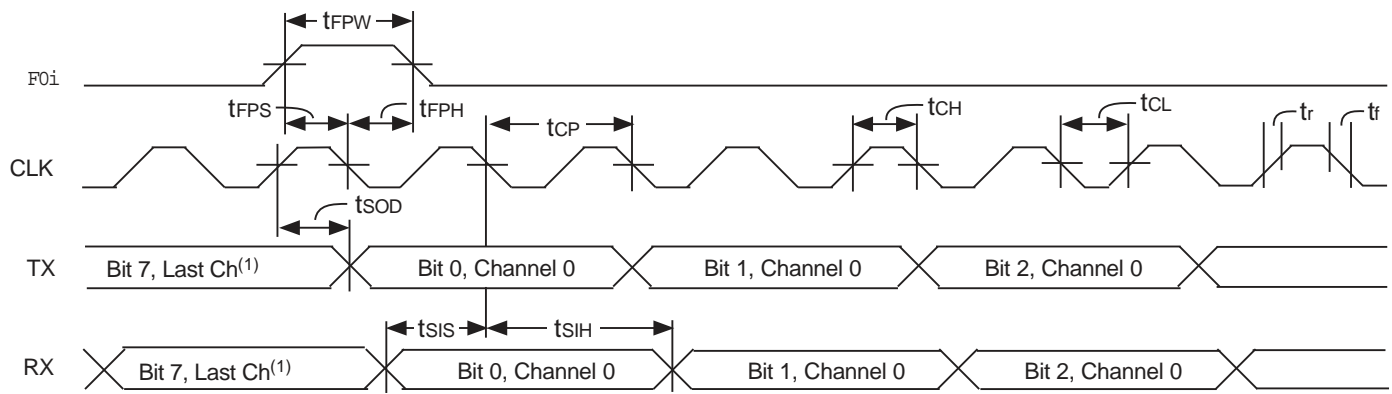 tFPW
F0i
tFPS tFPH tCP tCH tCL tr tf
CLK
tSOD
TX Bit 7, Last Ch(1) Bit 0, Channel 0 Bit 1, Channel 0 Bit 2, Channel 0
tSIS tSIH
RX Bit 7, Last Ch(1) Bit 0, Channel 0 Bit 1, Channel 0 Bit 2, Channel 0